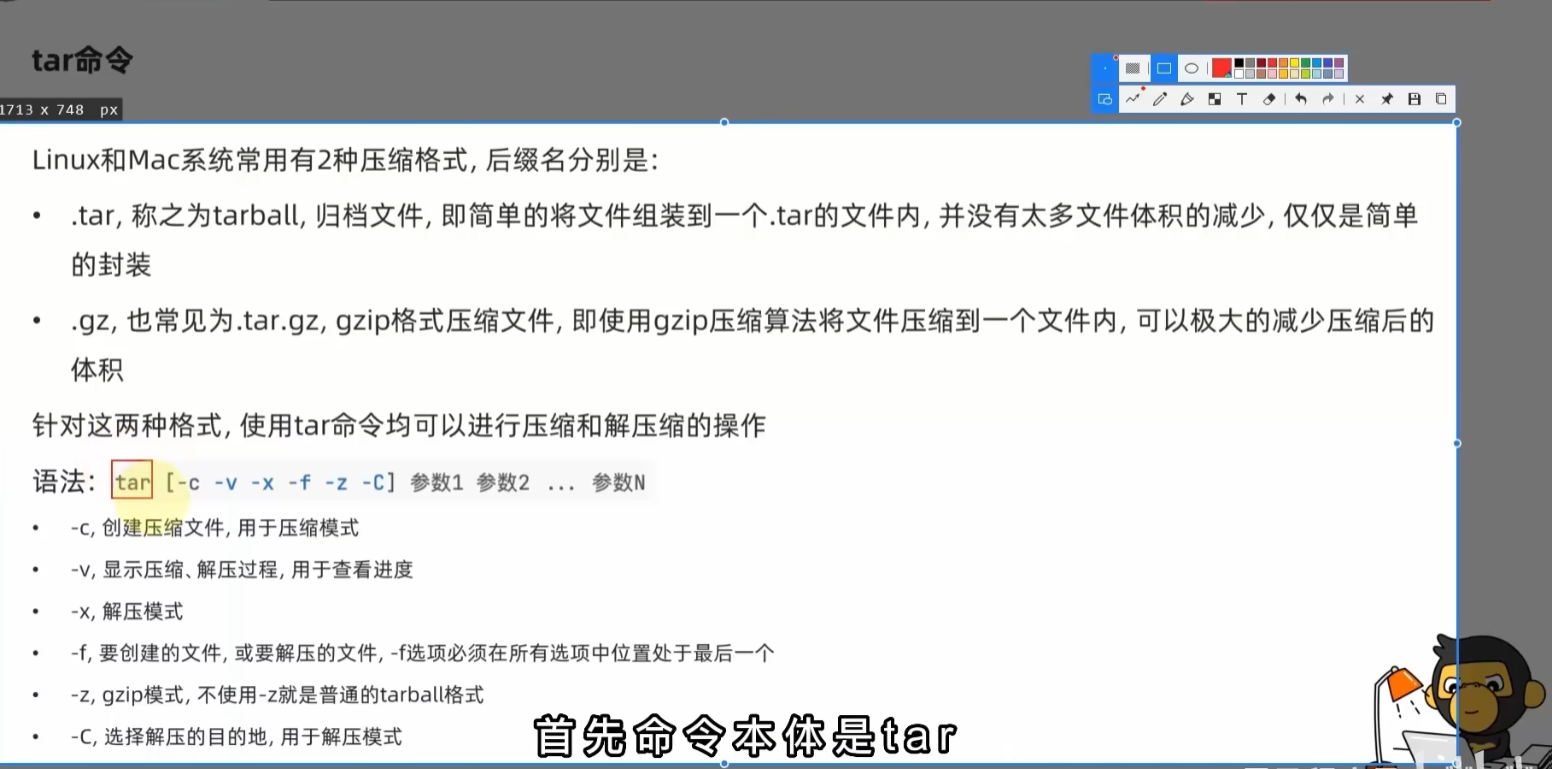 tar命令
1713 x 748 px
Linux和Mac系统常用有2种压缩格式, 后缀名分别是:
• .tar, 称之为tarball, 归档文件, 即简单的将文件组装到一个.tar的文件内, 并没有太多文件体积的减少, 仅仅是简单
的封装
• .gz, 也常见为.tar.gz, gzip格式压缩文件, 即使用gzip压缩算法将文件压缩到一个文件内, 可以极大的减少压缩后的
体积
针对这两种格式, 使用tar命令均可以进行压缩和解压缩的操作
语法: tar [-c -v -x -f -z -C] 参数1 参数2 ... 参数N
• -c, 创建压缩文件, 用于压缩模式
• -v, 显示压缩、解压过程, 用于查看进度
• -x, 解压模式
• -f, 要创建的文件, 或要解压的文件, -f选项必须在所有选项中位置处于最后一个
• -z, gzip模式, 不使用-z就是普通的tarball格式
• -C, 选择解压的目的地, 用于解压模式
首先命令本体是tar